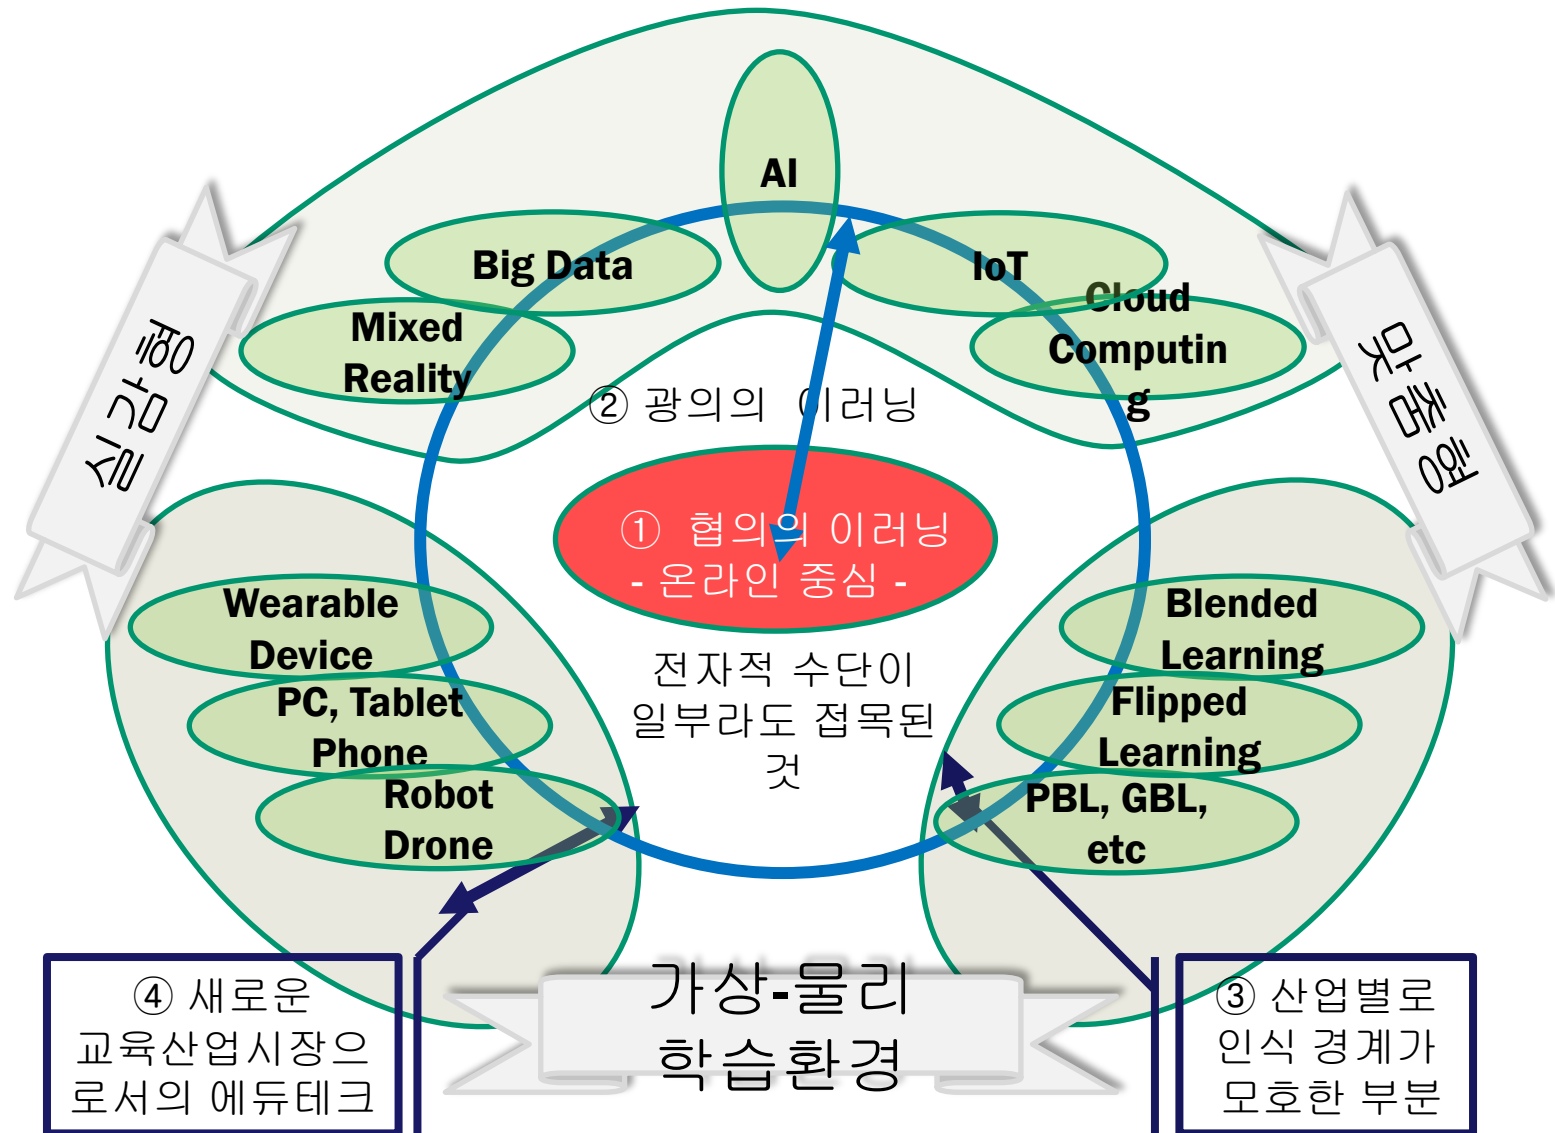 AI
Big Data
IoT
Mixed
Reality
Cloud
Computin
g
실감형
맞춤형
② 광의의 이러닝
① 협의의 이러닝
- 온라인 중심 -
전자적 수단이
일부라도 접목된
것
Wearable
Device
PC, Tablet
Phone
Robot
Drone
Blended
Learning
Flipped
Learning
PBL, GBL,
etc
가상-물리
학습환경
④ 새로운
교육산업시장으
로서의 에듀테크
③ 산업별로
인식 경계가
모호한 부분